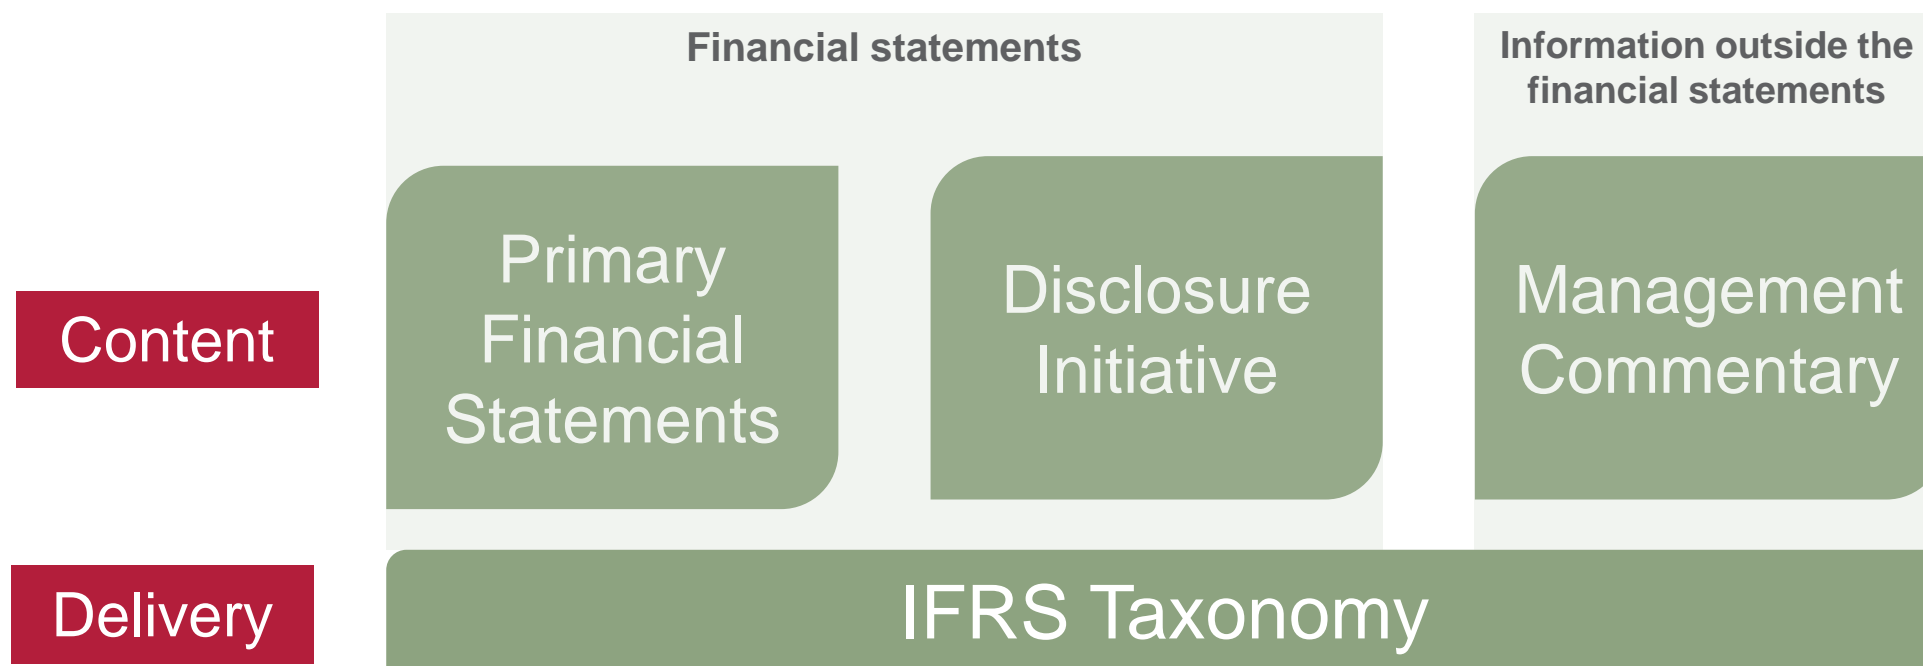 Financial statements
Information outside the
financial statements
Content
Primary
Financial
Statements
Disclosure
Initiative
Management
Commentary
Delivery
IFRS Taxonomy